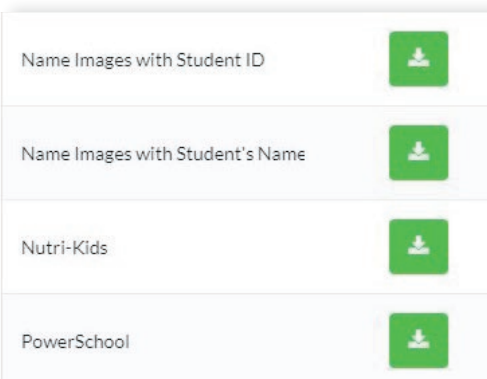 Name Images with Student ID
Name Images with Student's Name
Nutri-Kids
PowerSchool